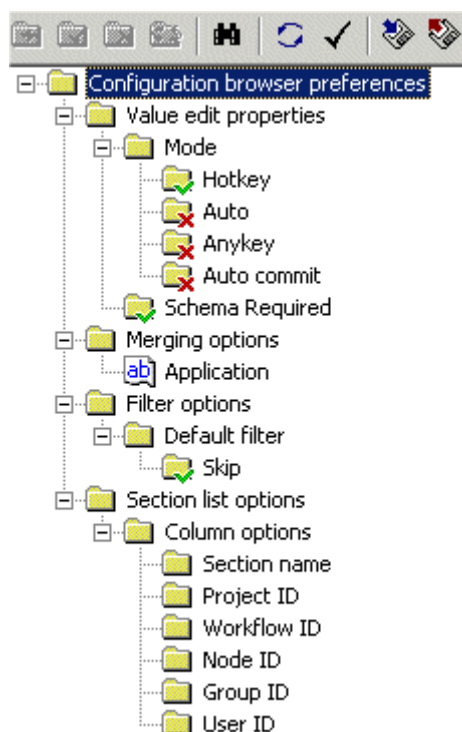 Configuration browser preferences
Value edit properties
Mode
Hotkey
Auto
Anykey
Auto commit
Schema Required
Merging options
ab Application
Filter options
Default filter
Skip
Section list options
Column options
Section name
Project ID
Workflow ID
Node ID
Group ID
User ID